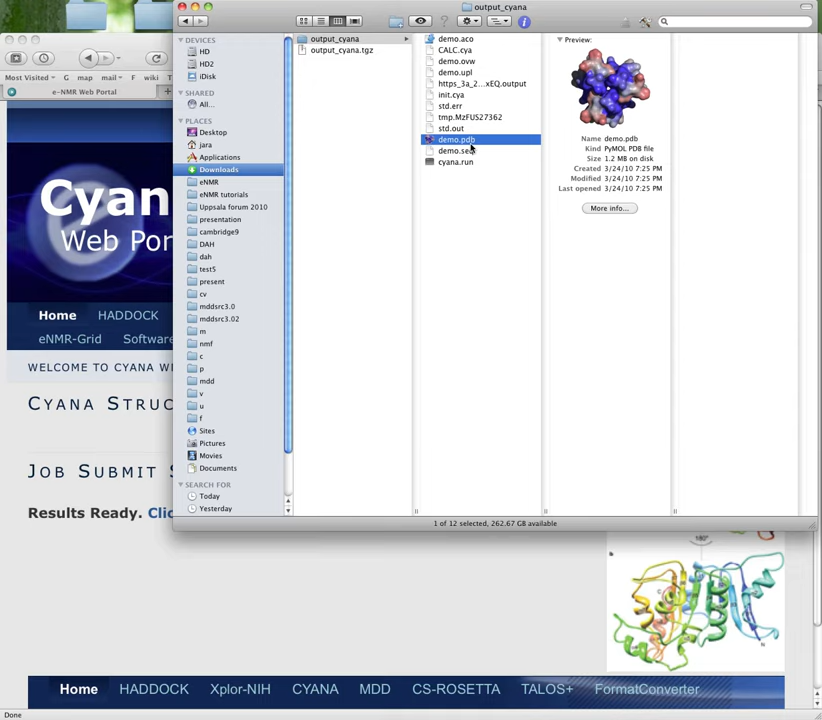 output_cyana
DEVICES
HD
HD2
iDisk
SHARED
All...
PLACES
Desktop
jara
Applications
Downloads
eNMR
eNMR tutorials
Uppsala forum 2010
presentation
cambridge9
DAH
dah
test5
present
cv
mddsrc3.0
mddsrc3.02
m
nmf
c
p
mdd
v
u
f
Sites
Pictures
Movies
Documents
SEARCH FOR
Today
Yesterday
output_cyana
output_cyana.tgz
demo.aco
CALC.cya
demo.ovw
demo.upl
https_3a_2...xEQ.output
init.cya
std.err
tmp.MzFUS27362
std.out
demo.pdb
demo.se
cyana.run
Preview:
Name demo.pdb
Kind PyMOL PDB file
Size 1.2 MB on disk
Created 3/24/10 7:25 PM
Modified 3/24/10 7:25 PM
Last opened 3/24/10 7:25 PM
More info...
1 of 12 selected, 262.67 GB available
Most Visited G map mail F wiki
e-NMR Web Portal
Cyan
Web Por
Home HADDOCK
eNMR-Grid Software
WELCOME TO CYANA WE
CYANA STRUC
JOB SUBMIT S
Results Ready. Clic
180°
Home HADDOCK Xplor-NIH CYANA MDD CS-ROSETTA TALOS+ FormatConverter
Done